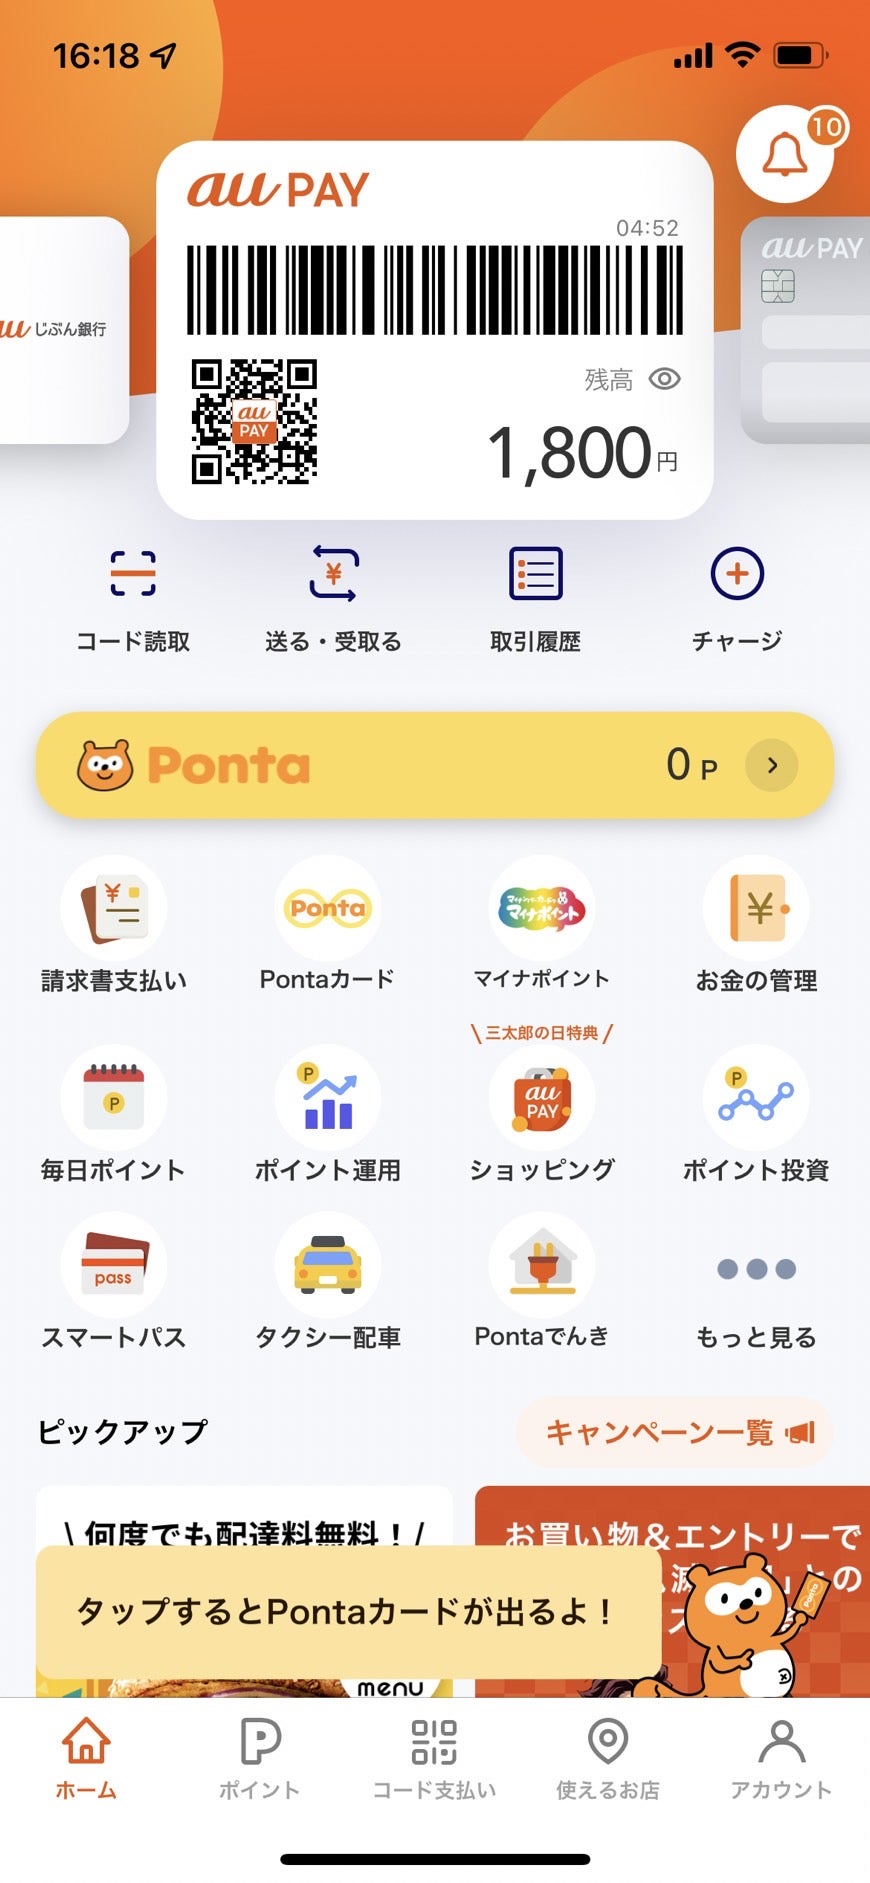 16:18
10
au PAY
04:52
au じぶん銀行
au PAY
au PAY
残高
1,800円
コード読取
送る・受取る
取引履歴
チャージ
Ponta
0 P
請求書支払い
Ponta
Pontaカード
マイナポイント
マイナポイント
お金の管理
\ 三太郎の日特典 /
P
毎日ポイント
P
ポイント運用
au PAY
ショッピング
P
ポイント投資
pass
スマートパス
タクシー配車
Pontaでんき
もっと見る
ピックアップ
キャンペーン一覧
\ 何度でも配達料無料！/
お買い物&エントリーで
タップするとPontaカードが出るよ！
Ponta
menu
ホーム
ポイント
コード支払い
使えるお店
アカウント